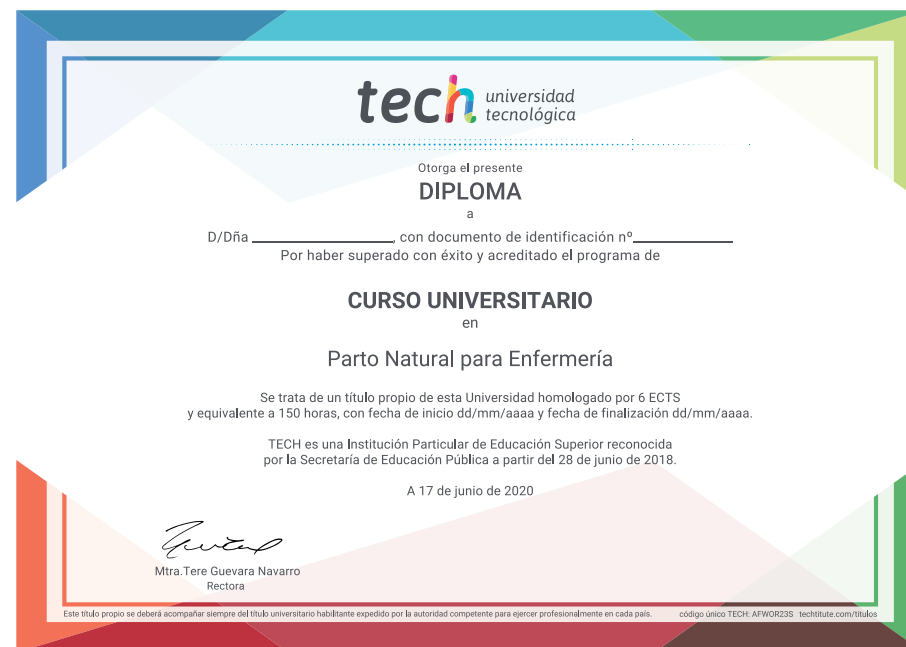 tech universidad
tecnológica
Otorga el presente
DIPLOMA
a
D/Dña ____________________, con documento de identificación nº______________
Por haber superado con éxito y acreditado el programa de
CURSO UNIVERSITARIO
en
Parto Natural para Enfermería
Se trata de un título propio de esta Universidad homologado por 6 ECTS
y equivalente a 150 horas, con fecha de inicio dd/mm/aaaa y fecha de finalización dd/mm/aaaa.
TECH es una Institución Particular de Educación Superior reconocida
por la Secretaría de Educación Pública a partir del 28 de junio de 2018.
A 17 de junio de 2020
Mtra.Tere Guevara Navarro
Rectora
Este título propio se deberá acompañar siempre del título universitario habilitante expedido por la autoridad competente para ejercer profesionalmente en cada país. código único TECH: AFWOR23S techtitute.com/titulos